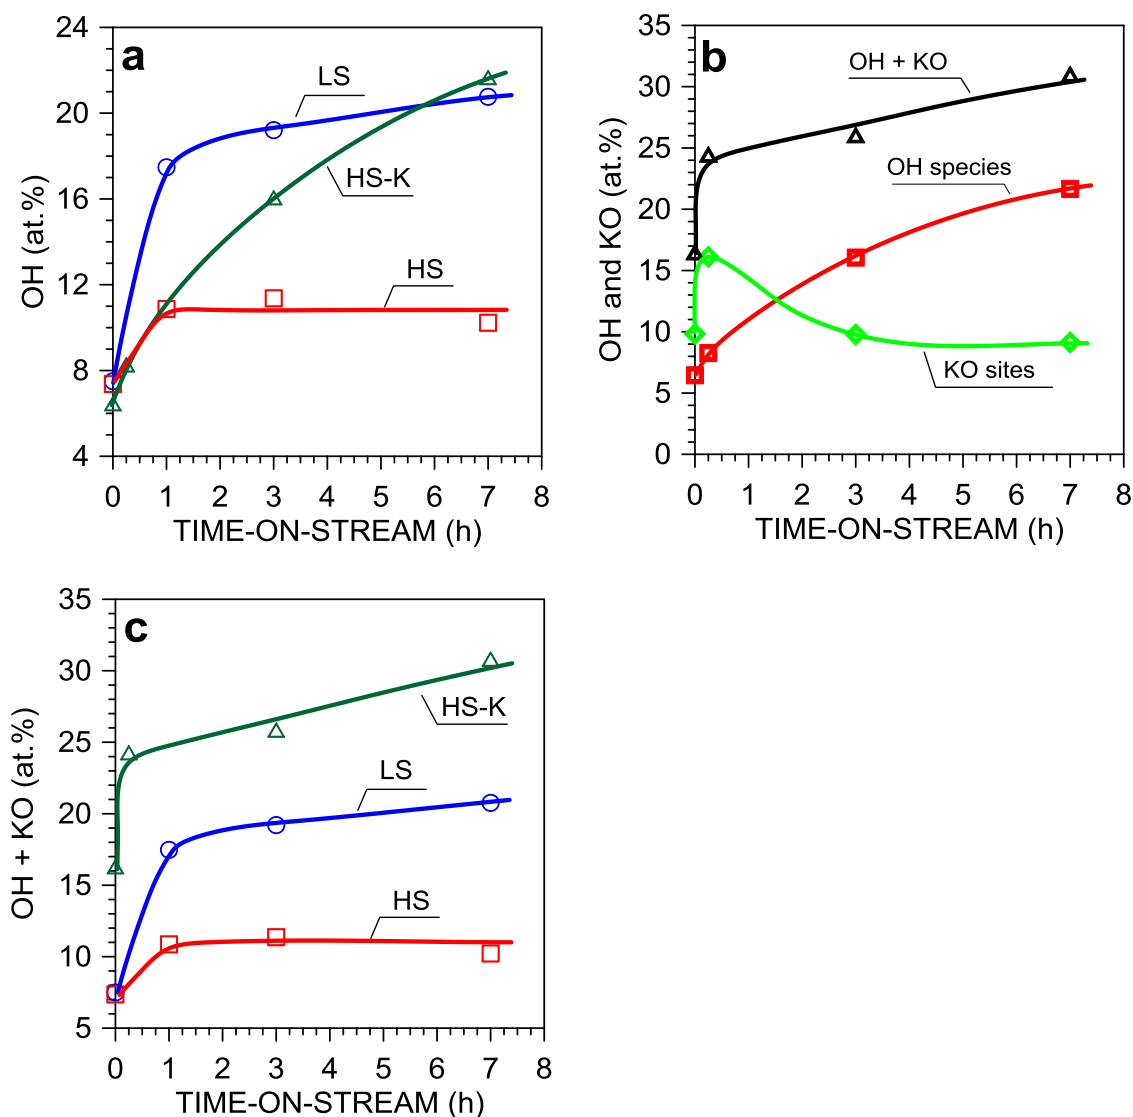 a
24
20
16
12
8
4
OH (at.%)
LS
HS-K
HS
0 1 2 3 4 5 6 7 8
TIME-ON-STREAM (h)
b
35
30
25
20
15
10
5
0
OH and KO (at.%)
OH + KO
OH species
KO sites
0 1 2 3 4 5 6 7 8
TIME-ON-STREAM (h)
c
35
30
25
20
15
10
5
OH + KO (at.%)
HS-K
LS
HS
0 1 2 3 4 5 6 7 8
TIME-ON-STREAM (h)